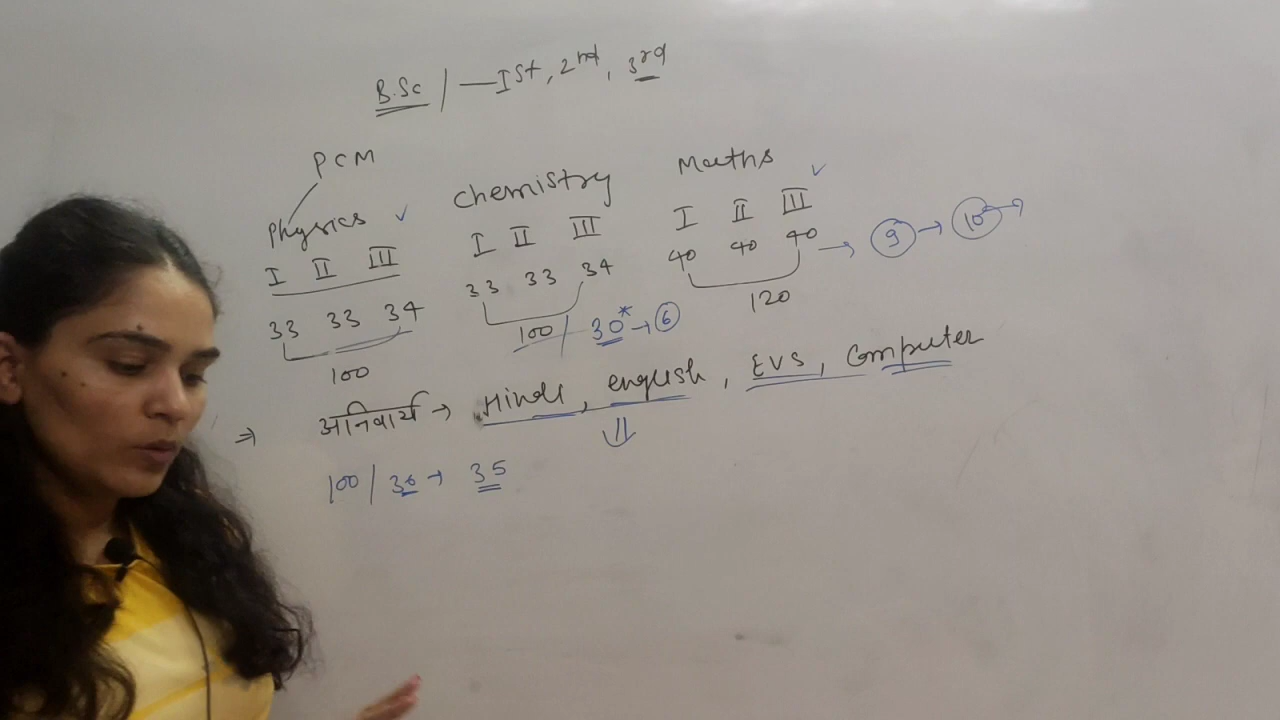 B.Sc / — Ist, 2nd, 3rd
PCM
Physics ✓
I II III
33 33 34
100
Chemistry
I II III
33 33 34
100 / 30* → 6
Maths ✓
I II III
40 40 40 → 9 → 10 →
120
⇒ अनिवार्य → Hindi, english, EVS, Computer
⇓
100 / 30 → 35